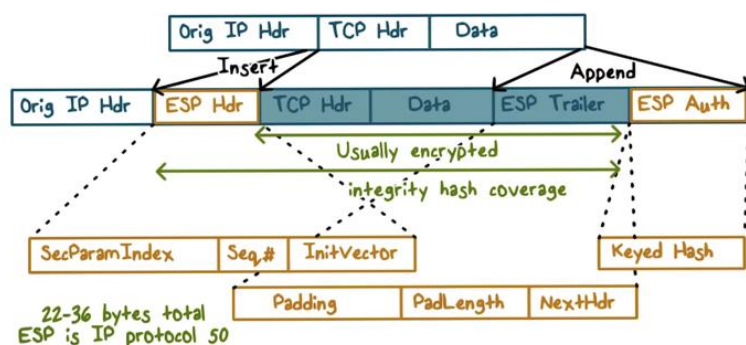 Orig IP Hdr TCP Hdr Data
Insert Append
Orig IP Hdr ESP Hdr TCP Hdr Data ESP Trailer ESP Auth
Usually encrypted
integrity hash coverage
SecParamIndex Seq# InitVector Keyed Hash
Padding PadLength NextHdr
22-36 bytes total
ESP is IP protocol 50